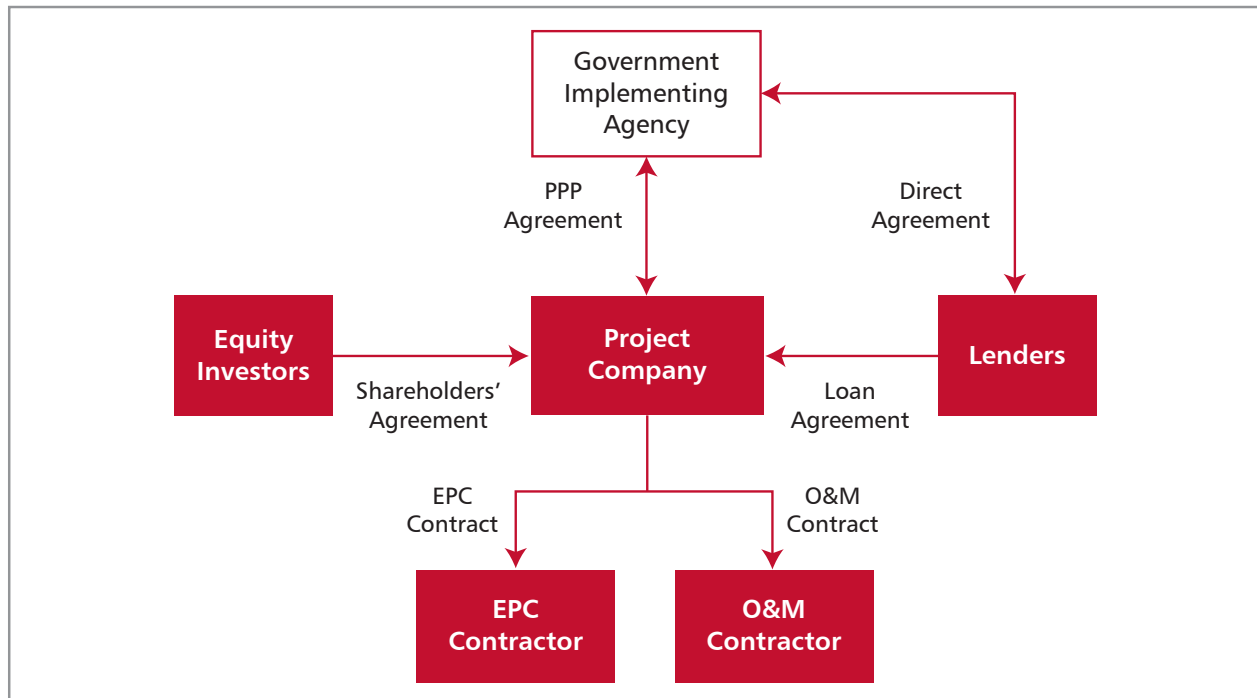 Government
Implementing
Agency
PPP
Agreement
Direct
Agreement
Equity
Investors
Project
Company
Lenders
Shareholders’
Agreement
Loan
Agreement
EPC
Contract
O&M
Contract
EPC
Contractor
O&M
Contractor